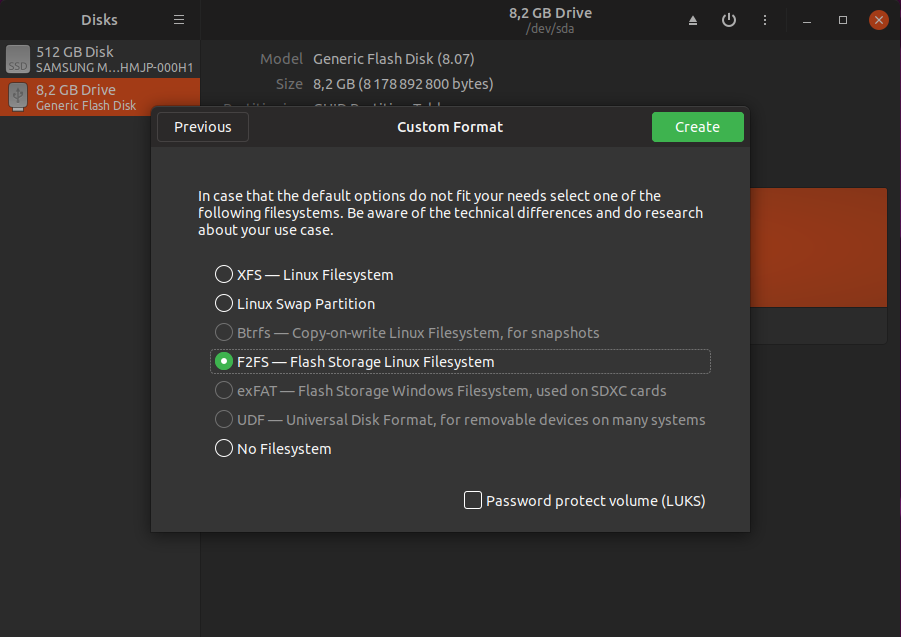 Disks
8,2 GB Drive
/dev/sda
512 GB Disk
SAMSUNG M…HMJP-000H1
SSD
8,2 GB Drive
Generic Flash Disk
Model Generic Flash Disk (8.07)
Size 8,2 GB (8 178 892 800 bytes)
Previous
Custom Format
Create
In case that the default options do not fit your needs select one of the
following filesystems. Be aware of the technical differences and do research
about your use case.
XFS — Linux Filesystem
Linux Swap Partition
Btrfs — Copy-on-write Linux Filesystem, for snapshots
F2FS — Flash Storage Linux Filesystem
exFAT — Flash Storage Windows Filesystem, used on SDXC cards
UDF — Universal Disk Format, for removable devices on many systems
No Filesystem
Password protect volume (LUKS)